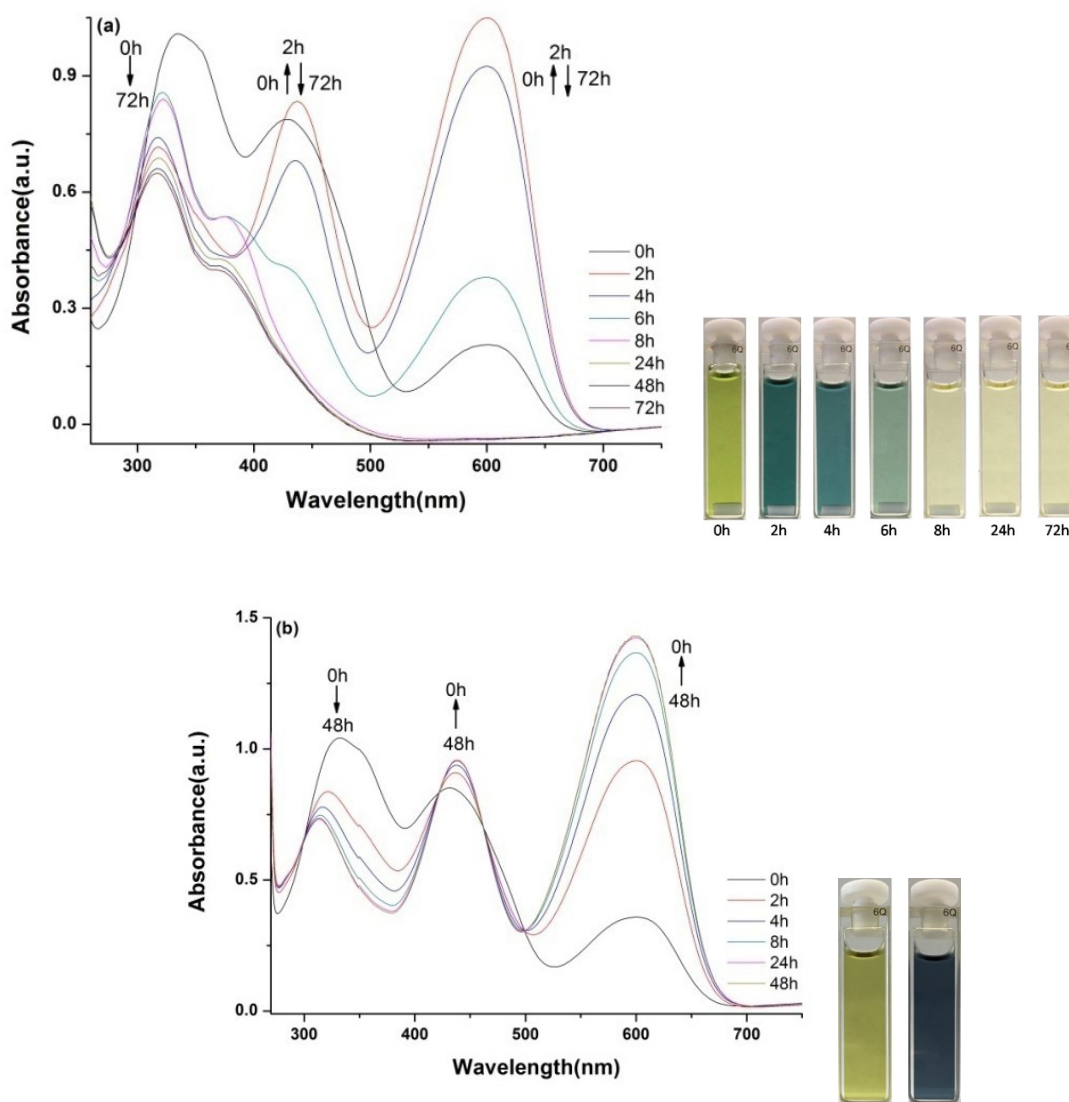 (a)
0h
72h
2h
0h 72h
2h
0h 72h
0.9
0.6
0.3
0.0
Absorbance(a.u.)
0h
2h
4h
6h
8h
24h
48h
72h
300 400 500 600 700
Wavelength(nm)
6Q 6Q 6Q 6Q 6Q 6Q 6Q
0h 2h 4h 6h 8h 24h 72h
(b)
0h
48h
0h
48h
0h
48h
1.5
1.0
0.5
0.0
Absorbance(a.u.)
0h
2h
4h
8h
24h
48h
300 400 500 600 700
Wavelength(nm)
6Q 6Q